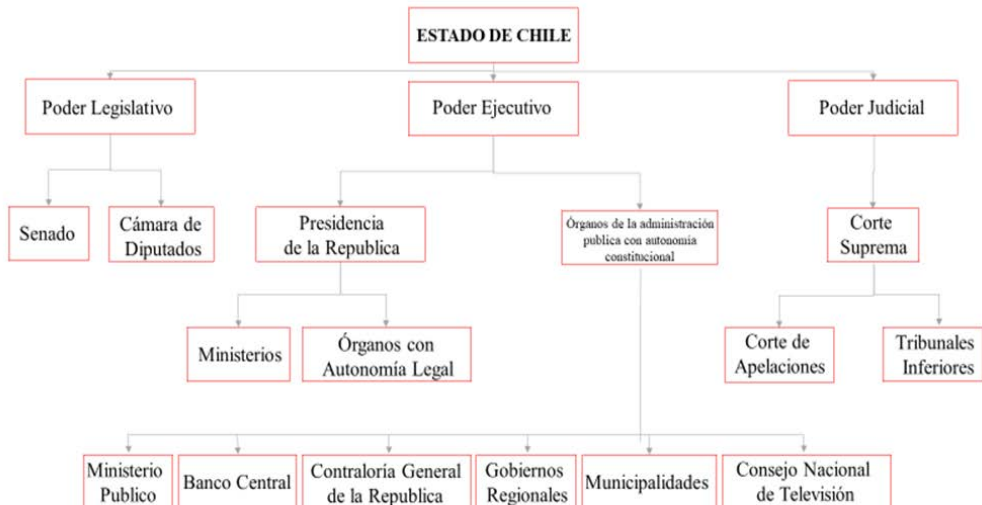 ESTADO DE CHILE
Poder Legislativo
Poder Ejecutivo
Poder Judicial
Senado
Cámara de
Diputados
Presidencia
de la Republica
Órganos de la administración
publica con autonomía
constitucional
Corte
Suprema
Ministerios
Órganos con
Autonomía Legal
Corte de
Apelaciones
Tribunales
Inferiores
Ministerio
Publico
Banco Central
Contraloría General
de la Republica
Gobiernos
Regionales
Municipalidades
Consejo Nacional
de Televisión